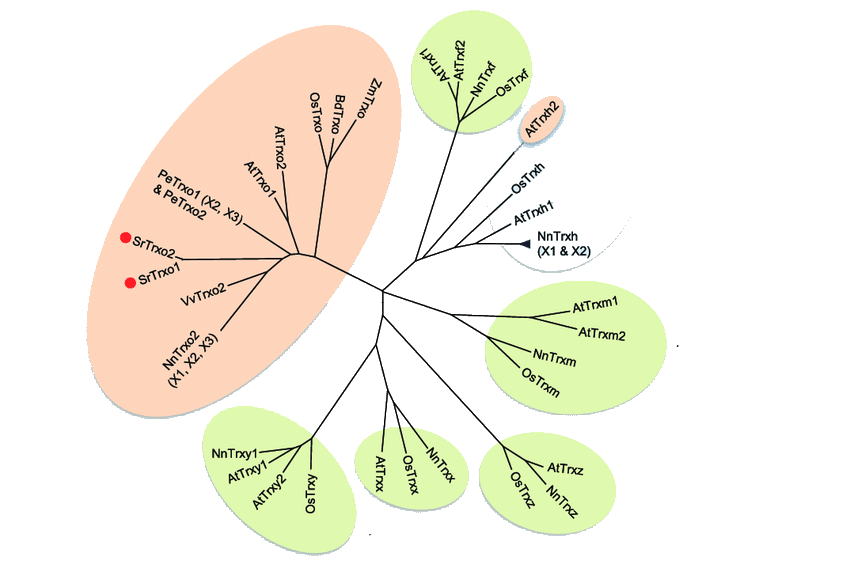 AtTrxf1
AtTrxf2
NnTrxf
OsTrxf
AtTrxh2
OsTrxh
AtTrxh1
NnTrxh
(X1 & X2)
ZmTrxo
BdTrxo
OsTrxo
AtTrxo2
AtTrxo1
PeTrxo1 (X2, X3)
& PeTrxo2
SrTrxo2
SrTrxo1
VvTrxo2
NnTrxo2
(X1, X2, X3)
AtTrxm1
AtTrxm2
NnTrxm
OsTrxm
NnTrxy1
AtTrxy1
AtTrxy2
OsTrxy
AtTrxx
OsTrxx
NnTrxx
AtTrxz
NnTrxz
OsTrxz